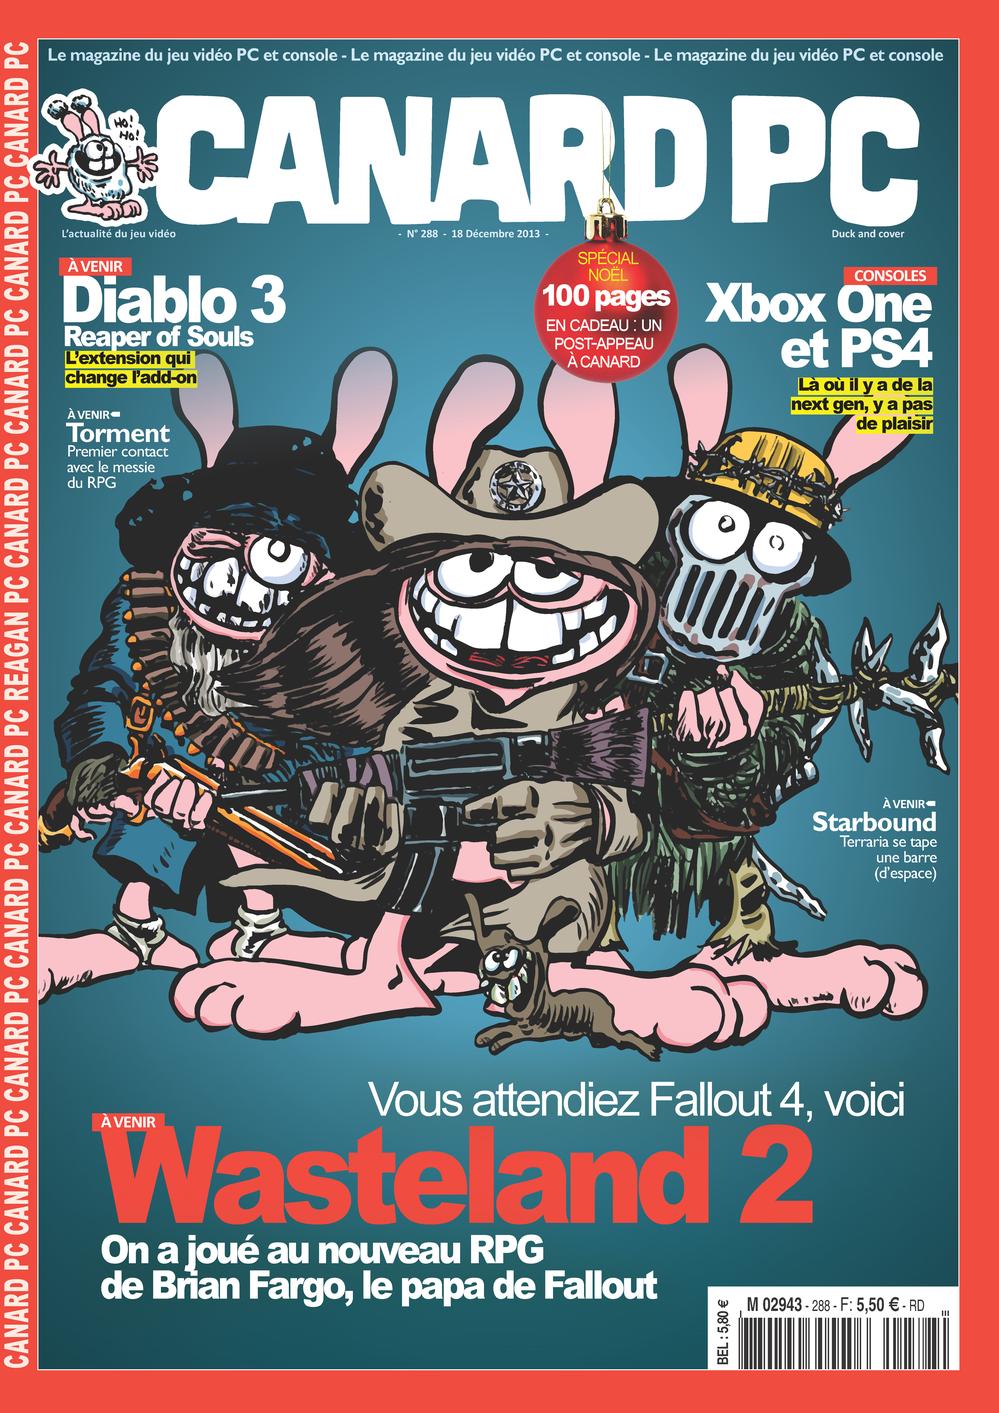 Le magazine du jeu vidéo PC et console - Le magazine du jeu vidéo PC et console - Le magazine du jeu vidéo PC et console
CANARD PC CANARD PC CANARD PC CANARD PC CANARD PC REAGAN PC CANARD PC CANARD PC CANARD PC CANARD PC CANARD PC
HO!
HO!
CANARD PC
L'actualité du jeu vidéo
- N° 288 - 18 Décembre 2013 -
Duck and cover
À VENIR
Diablo 3
Reaper of Souls
L'extension qui
change l'add-on
À VENIR
Torment
Premier contact
avec le messie
du RPG
SPÉCIAL
NOËL
100 pages
EN CADEAU : UN
POST-APPEAU
À CANARD
CONSOLES
Xbox One
et PS4
Là où il y a de la
next gen, y a pas
de plaisir
À VENIR
Starbound
Terraria se tape
une barre
(d'espace)
Vous attendiez Fallout 4, voici
À VENIR
Wasteland 2
On a joué au nouveau RPG
de Brian Fargo, le papa de Fallout
BEL : 5,80 €
M 02943 - 288 - F: 5,50 € - RD